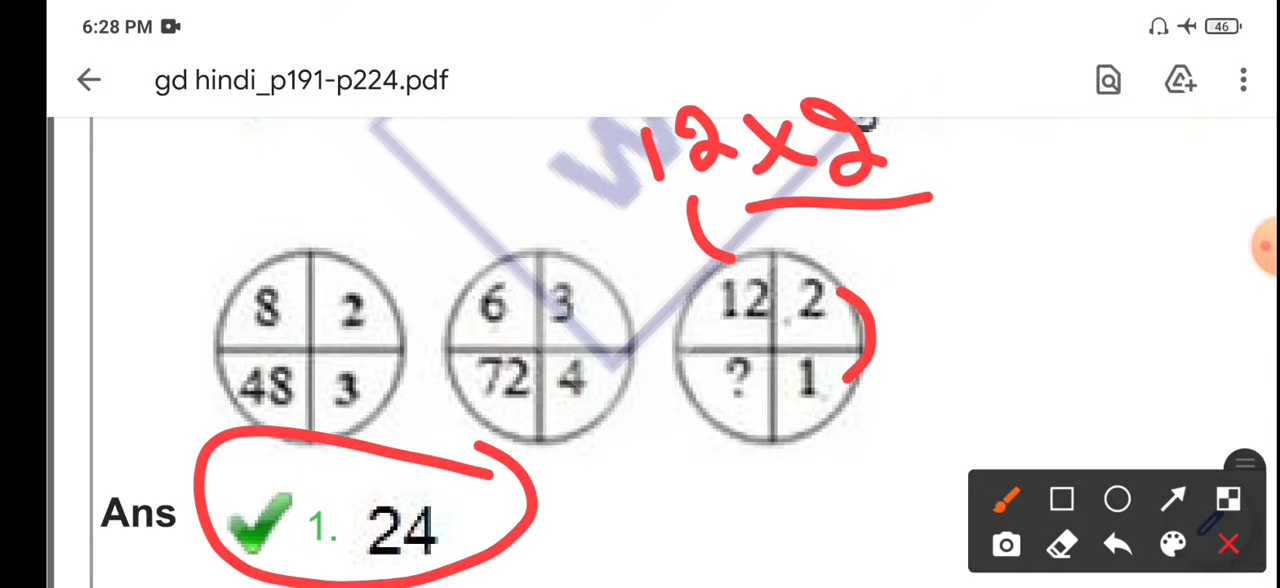 6:28 PM 46
gd hindi_p191-p224.pdf
12×2
W
8 2 6 3 12 2
48 3 72 4 ? 1
Ans 1. 24